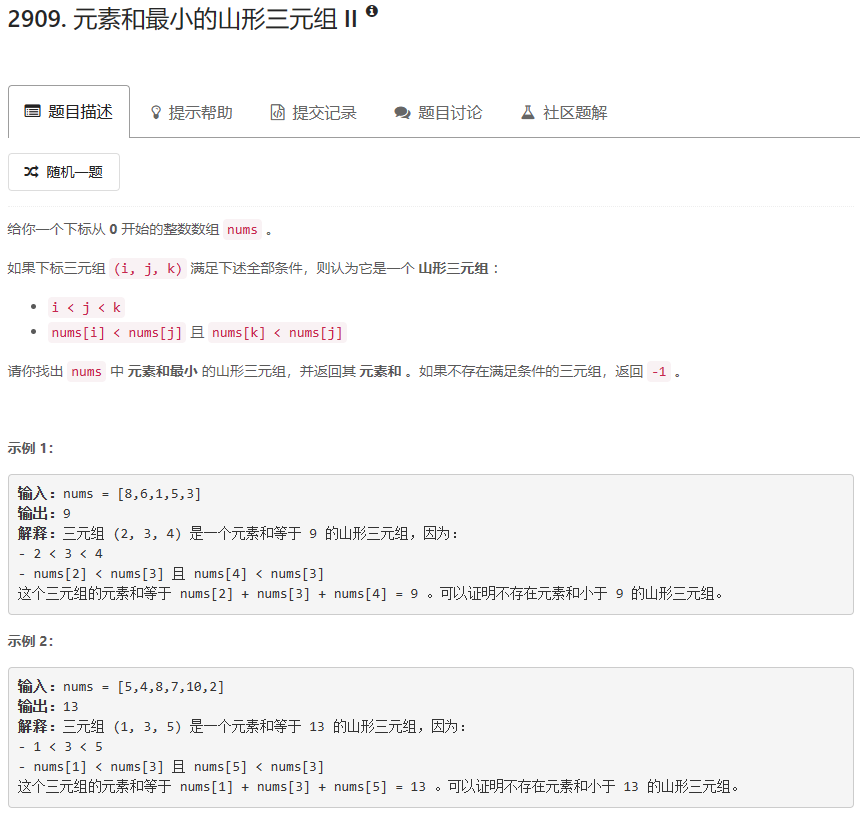 2909. 元素和最小的山形三元组 II
题目描述
提示帮助
提交记录
题目讨论
社区题解
随机一题
给你一个下标从 0 开始的整数数组 nums 。
如果下标三元组 (i, j, k) 满足下述全部条件，则认为它是一个 山形三元组 ：
i < j < k
nums[i] < nums[j] 且 nums[k] < nums[j]
请你找出 nums 中 元素和最小 的山形三元组，并返回其 元素和 。如果不存在满足条件的三元组，返回 -1 。
示例 1：
输入：nums = [8,6,1,5,3]
输出：9
解释：三元组 (2, 3, 4) 是一个元素和等于 9 的山形三元组，因为：
- 2 < 3 < 4
- nums[2] < nums[3] 且 nums[4] < nums[3]
这个三元组的元素和等于 nums[2] + nums[3] + nums[4] = 9 。可以证明不存在元素和小于 9 的山形三元组。
示例 2：
输入：nums = [5,4,8,7,10,2]
输出：13
解释：三元组 (1, 3, 5) 是一个元素和等于 13 的山形三元组，因为：
- 1 < 3 < 5
- nums[1] < nums[3] 且 nums[5] < nums[3]
这个三元组的元素和等于 nums[1] + nums[3] + nums[5] = 13 。可以证明不存在元素和小于 13 的山形三元组。